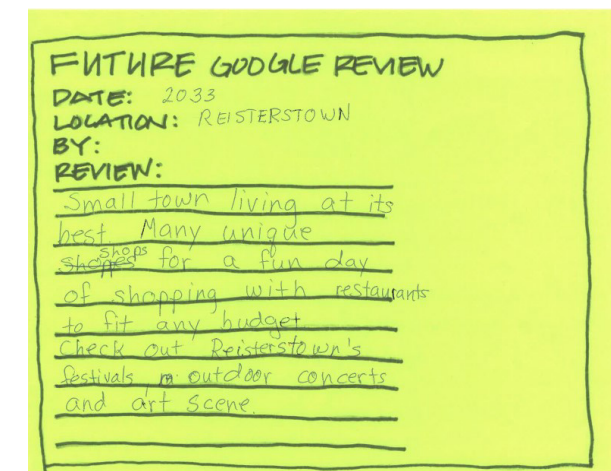 FUTURE GOOGLE REVIEW
DATE: 2033
LOCATION: REISTERSTOWN
BY:
REVIEW:
Small town living at its
best. Many unique
shops for a fun day
of shopping with restaurants
to fit any budget.
Check out Reisterstown's
festivals, outdoor concerts
and art scene.